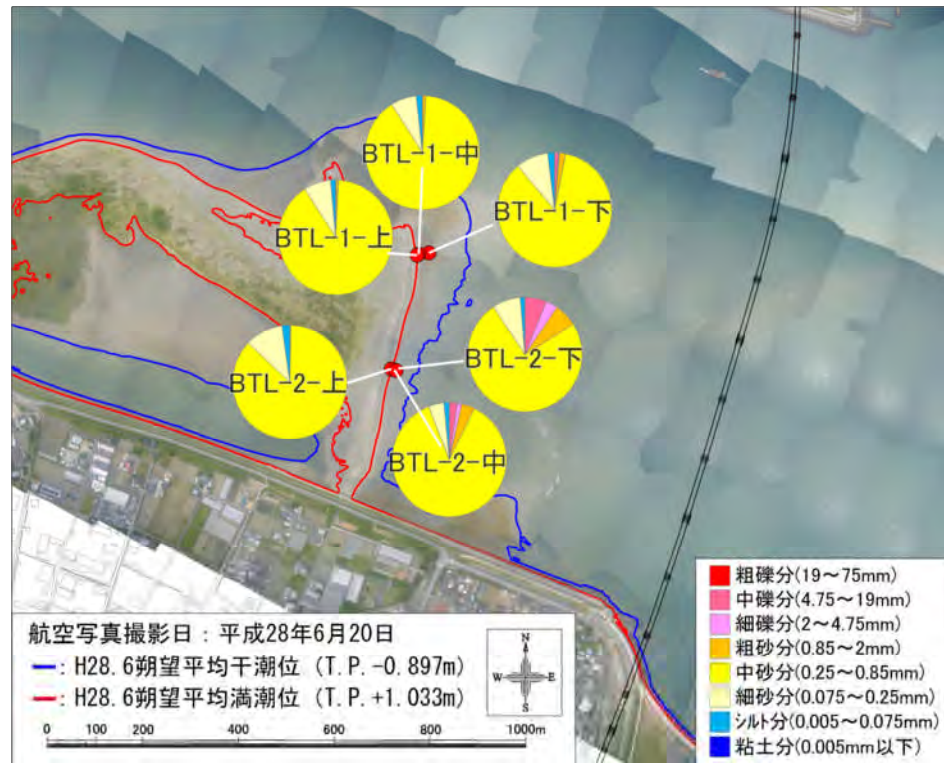 BTL-1-中
BTL-1-下
BTL-1-上
BTL-2-下
BTL-2-上
BTL-2-中
航空写真撮影日：平成28年6月20日
：H28.6朔望平均干潮位（T.P.-0.897m）
：H28.6朔望平均満潮位（T.P.+1.033m）
N
W E
S
0 100 200 400 600 800 1000m
粗礫分(19～75mm)
中礫分(4.75～19mm)
細礫分(2～4.75mm)
粗砂分(0.85～2mm)
中砂分(0.25～0.85mm)
細砂分(0.075～0.25mm)
シルト分(0.005～0.075mm)
粘土分(0.005mm以下)